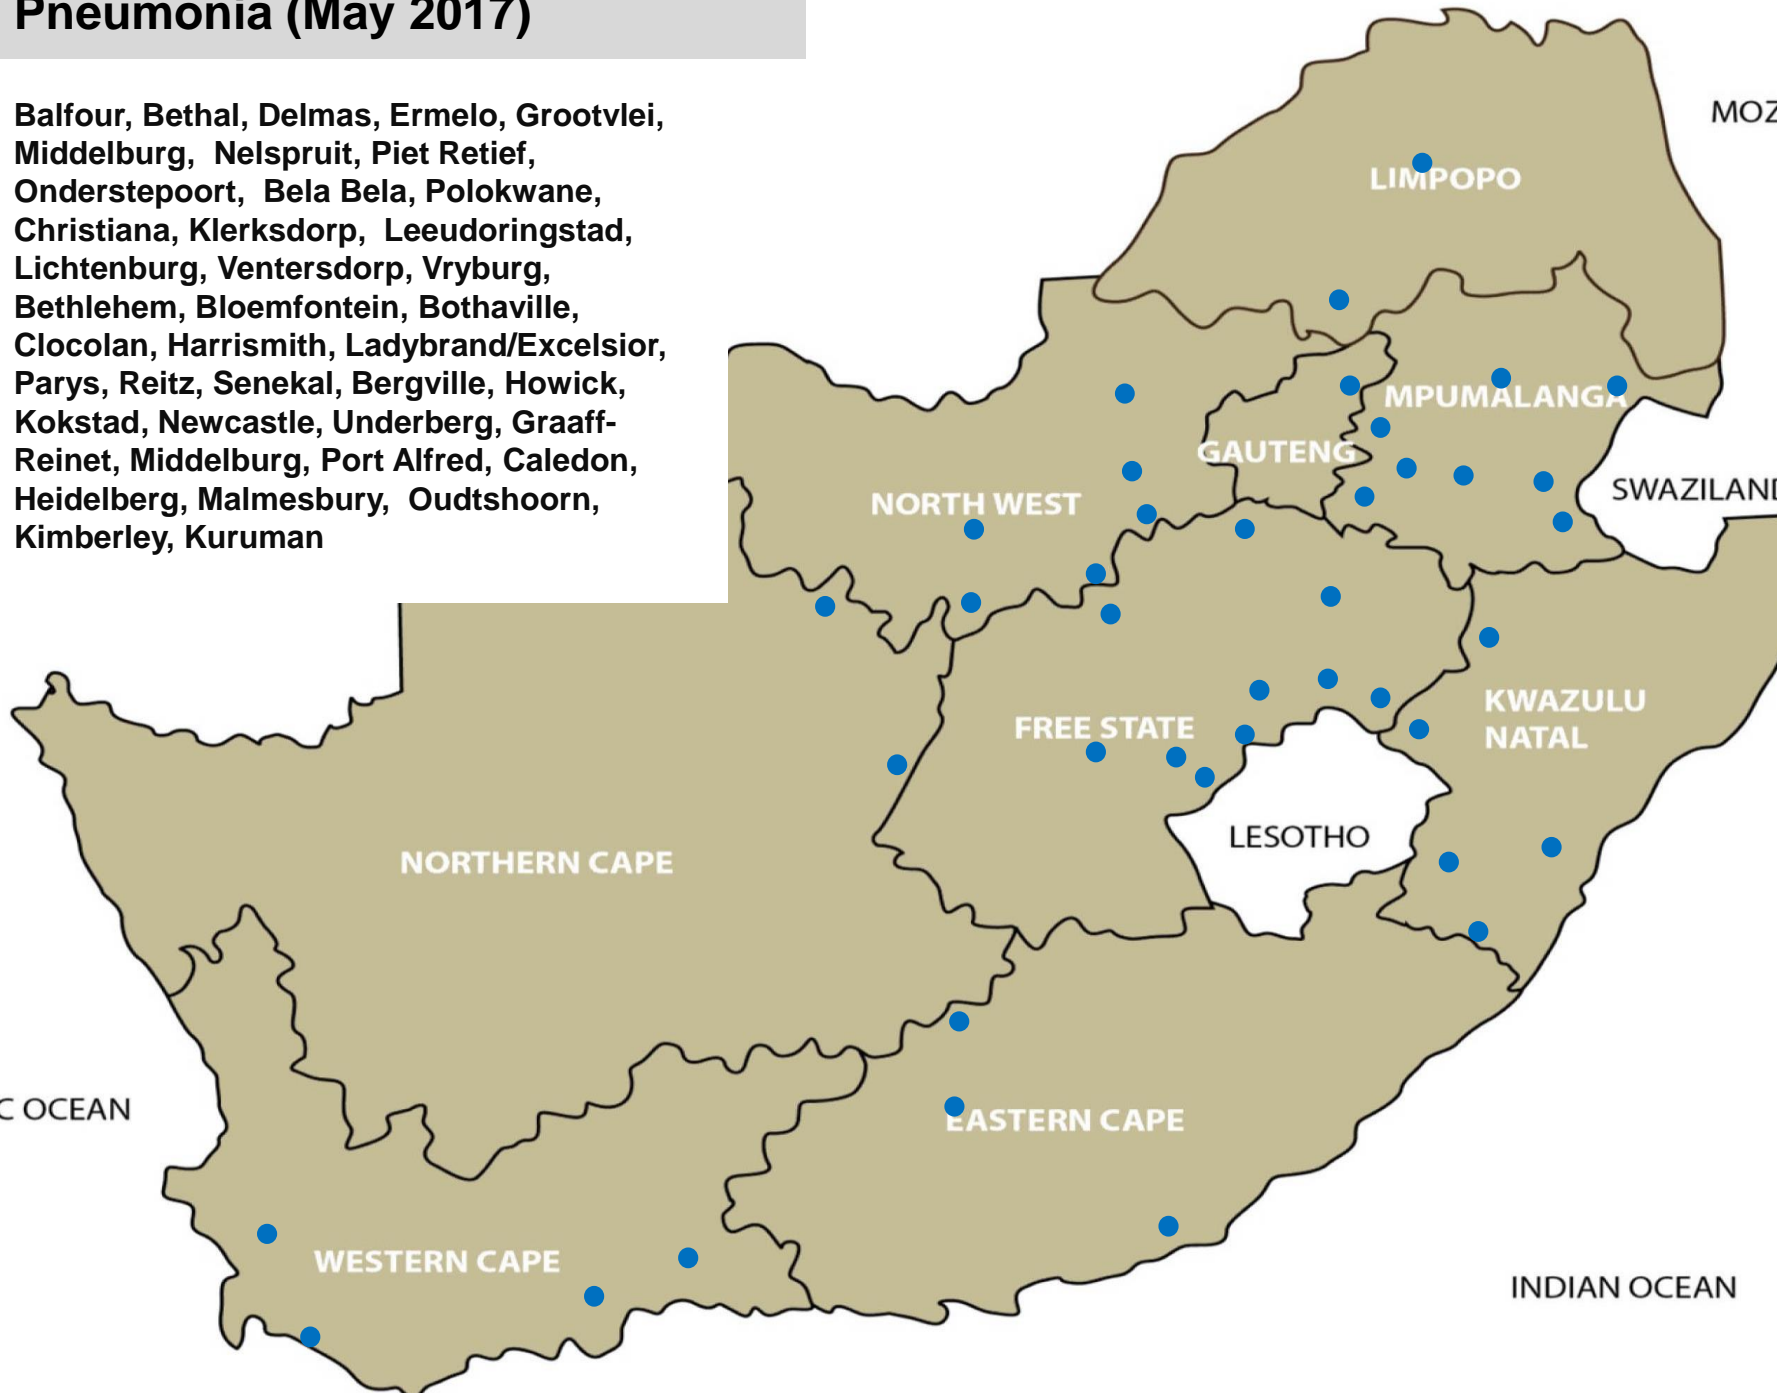 Pneumonia (May 2017)
Balfour, Bethal, Delmas, Ermelo, Grootvlei,
Middelburg, Nelspruit, Piet Retief,
Onderstepoort, Bela Bela, Polokwane,
Christiana, Klerksdorp, Leeudoringstad,
Lichtenburg, Ventersdorp, Vryburg,
Bethlehem, Bloemfontein, Bothaville,
Clocolan, Harrismith, Ladybrand/Excelsior,
Parys, Reitz, Senekal, Bergville, Howick,
Kokstad, Newcastle, Underberg, Graaff-
Reinet, Middelburg, Port Alfred, Caledon,
Heidelberg, Malmesbury, Oudtshoorn,
Kimberley, Kuruman
MOZ
LIMPOPO
MPUMALANGA
GAUTENG
SWAZILAND
NORTH WEST
KWAZULU
NATAL
FREE STATE
LESOTHO
NORTHERN CAPE
C OCEAN
EASTERN CAPE
WESTERN CAPE
INDIAN OCEAN